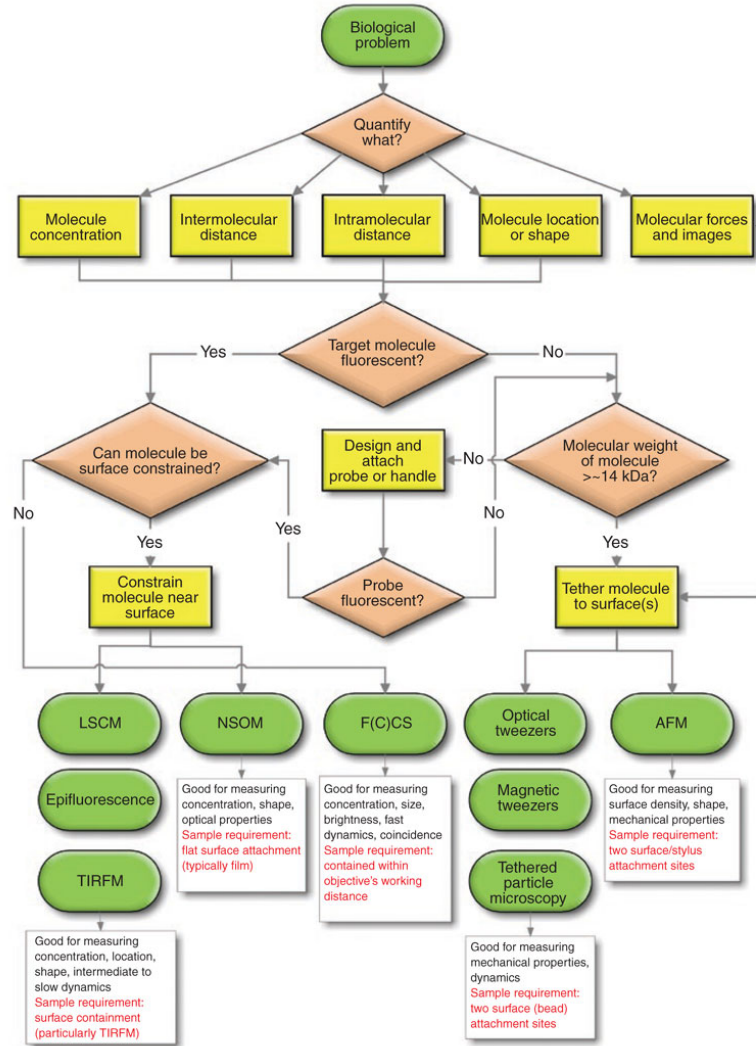 Biological
problem
Quantify
what?
Molecule
concentration
Intermolecular
distance
Intramolecular
distance
Molecule location
or shape
Molecular forces
and images
Target molecule
fluorescent?
Yes
No
Can molecule be
surface constrained?
Design and
attach
probe or handle
No
Molecular weight
of molecule
>~14 kDa?
No
Yes
No
Yes
Yes
Constrain
molecule near
surface
Probe
fluorescent?
Tether molecule
to surface(s)
LSCM
NSOM
F(C)CS
Optical
tweezers
AFM
Epifluorescence
Good for measuring
concentration, shape,
optical properties
Sample requirement:
flat surface attachment
(typically film)
Good for measuring
concentration, size,
brightness, fast
dynamics, coincidence
Sample requirement:
contained within
objective's working
distance
Magnetic
tweezers
Good for measuring
surface density, shape,
mechanical properties
Sample requirement:
two surface/stylus
attachment sites
TIRFM
Good for measuring
concentration, location,
shape, intermediate to
slow dynamics
Sample requirement:
surface containment
(particularly TIRFM)
Tethered
particle
microscopy
Good for measuring
mechanical properties,
dynamics
Sample requirement:
two surface (bead)
attachment sites